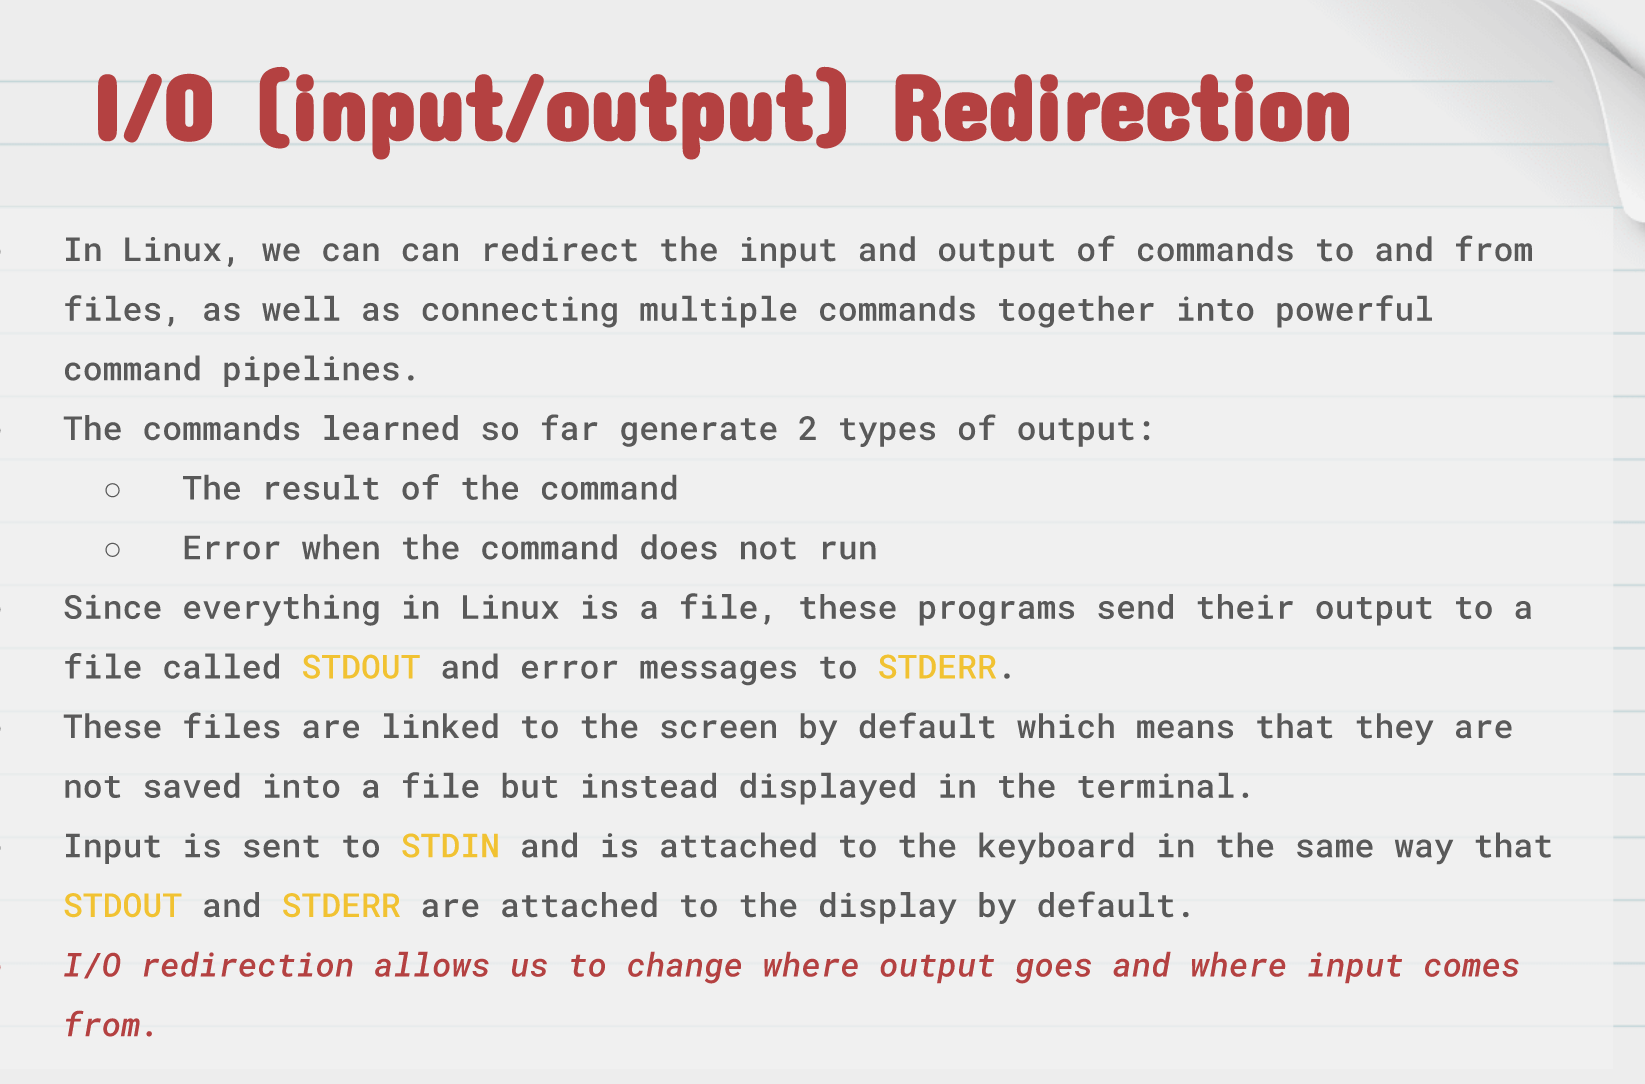 I/O (input/output) Redirection
In Linux, we can can redirect the input and output of commands to and from
files, as well as connecting multiple commands together into powerful
command pipelines.
The commands learned so far generate 2 types of output:
○ The result of the command
○ Error when the command does not run
Since everything in Linux is a file, these programs send their output to a
file called STDOUT and error messages to STDERR.
These files are linked to the screen by default which means that they are
not saved into a file but instead displayed in the terminal.
Input is sent to STDIN and is attached to the keyboard in the same way that
STDOUT and STDERR are attached to the display by default.
I/O redirection allows us to change where output goes and where input comes
from.